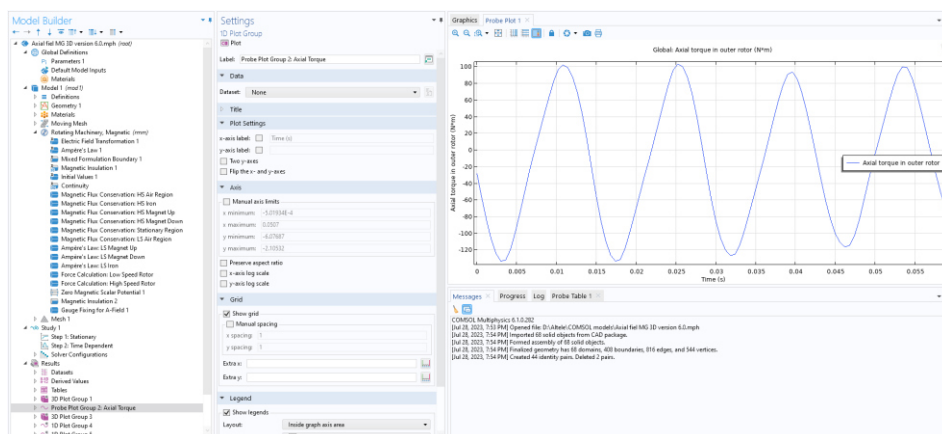 Model Builder
Axial fiel MG 3D version 6.0.mph (root)
Global Definitions
Parameters 1
Default Model Inputs
Materials
Model 1 (mod1)
Definitions
Geometry 1
Materials
Moving Mesh
Rotating Machinery, Magnetic (rmm)
Electric Field Transformation 1
Ampère's Law 1
Mixed Formulation Boundary 1
Magnetic Insulation 1
Initial Values 1
Continuity
Magnetic Flux Conservation: HS Air Region
Magnetic Flux Conservation: HS Iron
Magnetic Flux Conservation: HS Magnet Up
Magnetic Flux Conservation: HS Magnet Down
Magnetic Flux Conservation: Stationary Region
Magnetic Flux Conservation: LS Air Region
Ampère's Law: LS Magnet Up
Ampère's Law: LS Magnet Down
Ampère's Law: LS Iron
Force Calculation: Low Speed Rotor
Force Calculation: High Speed Rotor
Zero Magnetic Scalar Potential 1
Magnetic Insulation 2
Gauge Fixing for A-Field 1
Mesh 1
Study 1
Step 1: Stationary
Step 2: Time Dependent
Solver Configurations
Results
Datasets
Derived Values
Tables
3D Plot Group 1
Probe Plot Group 2: Axial Torque
3D Plot Group 3
1D Plot Group 4
Settings
1D Plot Group
Plot
Label: Probe Plot Group 2: Axial Torque
Data
Dataset: None
Title
Plot Settings
x-axis label: Time (s)
y-axis label:
Two y-axes
Flip the x- and y-axes
Axis
Manual axis limits
x minimum: -5.01934E-4
x maximum: 0.0507
y minimum: -6.07687
y maximum: -2.10532
Preserve aspect ratio
x-axis log scale
y-axis log scale
Grid
Show grid
Manual spacing
x spacing: 1
y spacing: 1
Extra x:
Extra y:
Legend
Show legends
Layout: Inside graph axis area
Graphics Probe Plot 1
Global: Axial torque in outer rotor (N*m)
Axial torque in outer rotor (N*m)
100
80
60
40
20
0
-20
-40
-60
-80
-100
-120
Axial torque in outer rotor
0 0.005 0.01 0.015 0.02 0.025 0.03 0.035 0.04 0.045 0.05 0.055
Time (s)
Messages Progress Log Probe Table 1
COMSOL Multiphysics 6.1.0.282
[Jul 28, 2023, 7:53 PM] Opened file: D:\Altele\COMSOL models\Axial fiel MG 3D version 6.0.mph
[Jul 28, 2023, 7:54 PM] Imported 68 solid objects from CAD package.
[Jul 28, 2023, 7:54 PM] Formed assembly of 68 solid objects.
[Jul 28, 2023, 7:54 PM] Finalized geometry has 68 domains, 408 boundaries, 816 edges, and 544 vertices.
[Jul 28, 2023, 7:54 PM] Created 44 identity pairs. Deleted 2 pairs.